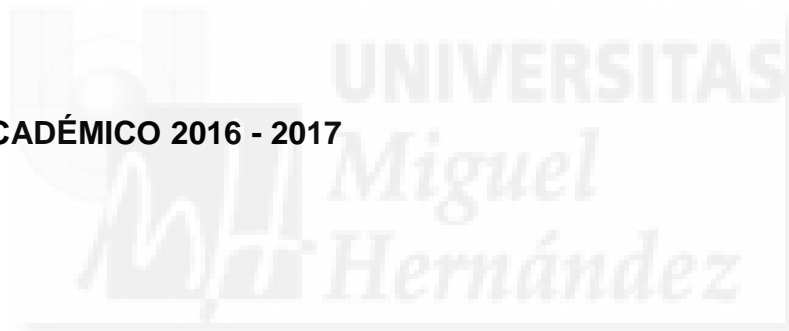 UNIVERSITAS
CADÉMICO 2016 - 2017
Miguel
Hernández